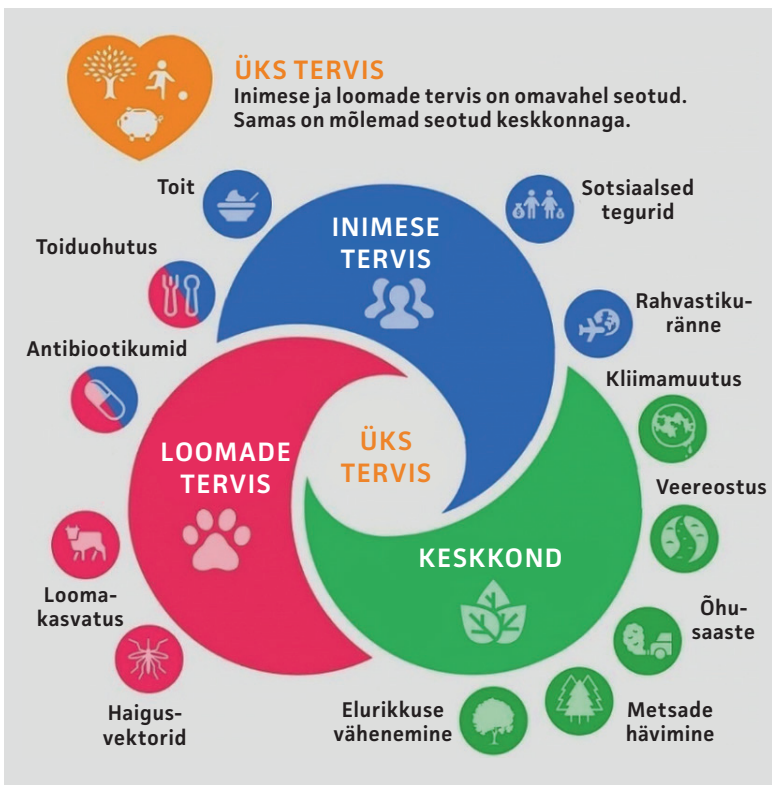 ÜKS TERVIS
Inimese ja loomade tervis on omavahel seotud.
Samas on mõlemad seotud keskkonnaga.
Toit
Sotsiaalsed
tegurid
INIMESE
TERVIS
Toiduohutus
Rahvastiku-
ränne
Antibiootikumid
Kliimamuutus
LOOMADE
TERVIS
ÜKS
TERVIS
Veereostus
KESKKOND
Looma-
kasvatus
Õhu-
saaste
Haigus-
vektorid
Elurikkuse
vähenemine
Metsade
hävimine